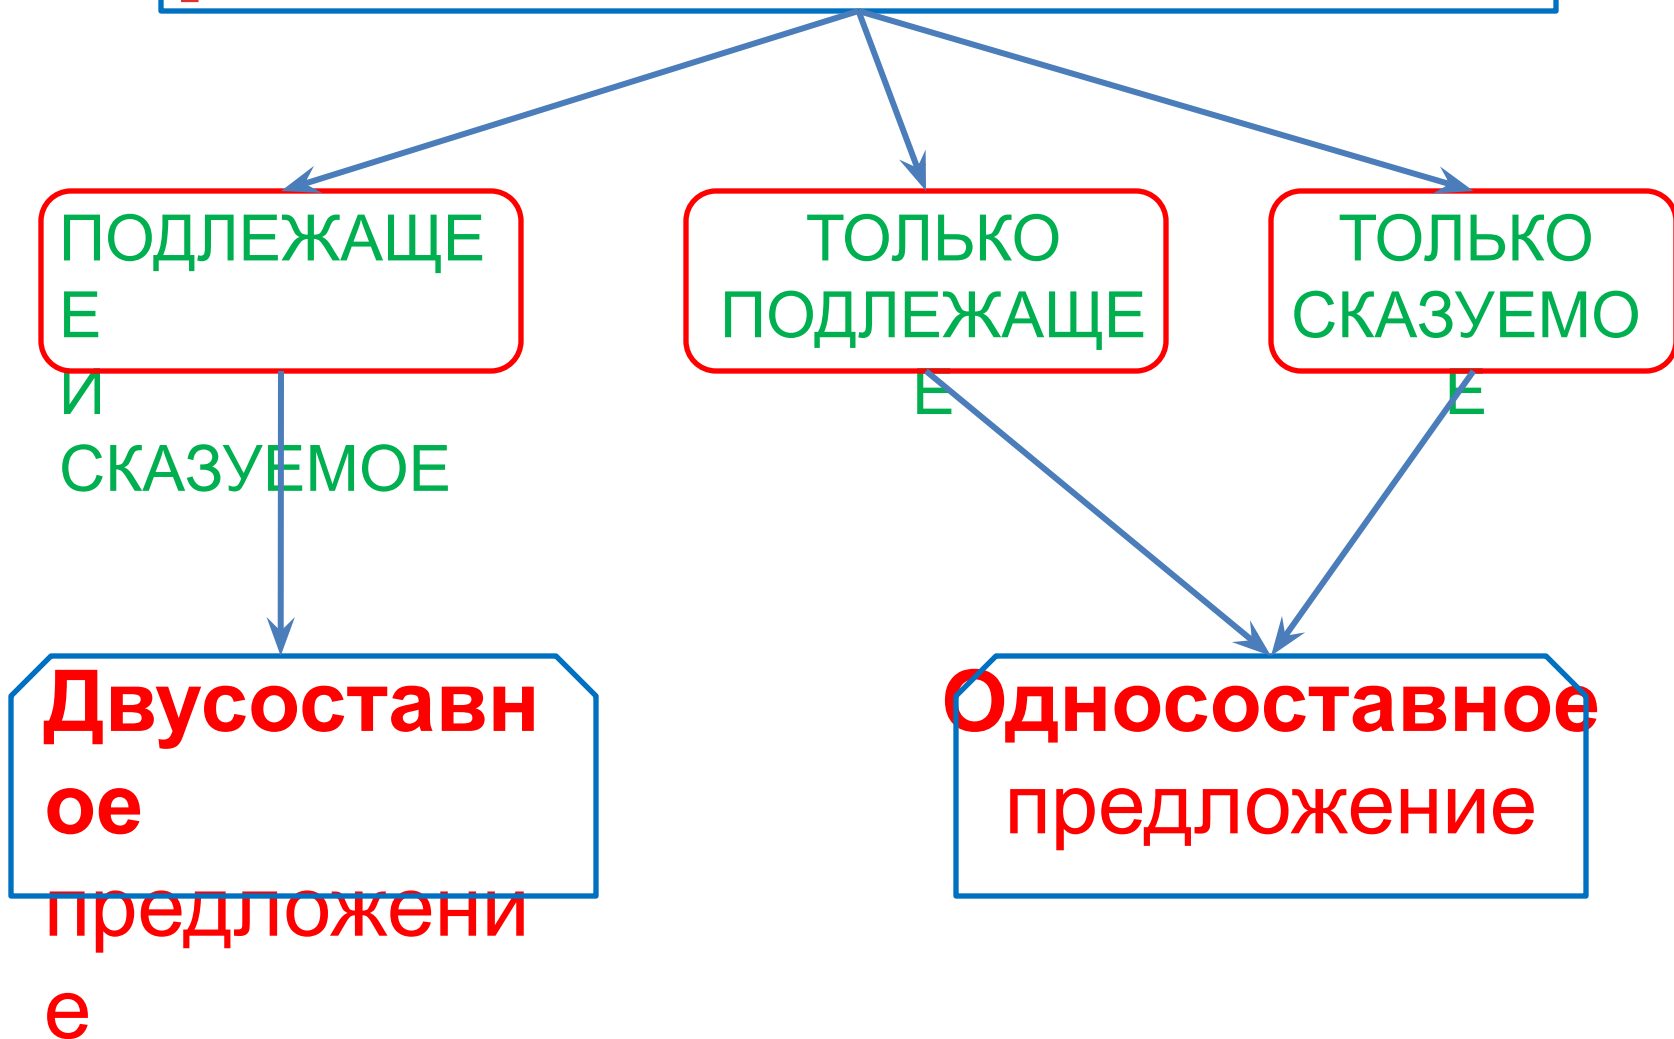 ПОДЛЕЖАЩЕ
Е
И
СКАЗУЕМОЕ
ТОЛЬКО
ПОДЛЕЖАЩЕ
Е
ТОЛЬКО
СКАЗУЕМО
Е
Двусоставн
ое
предложени
е
Односоставное
предложение